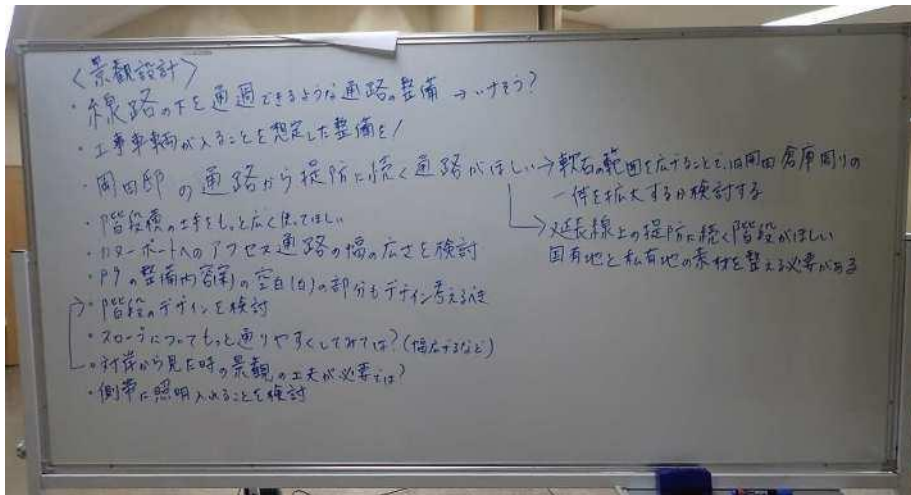 <景観設計>
・線路の下を通過できるような通路の整備 → いけそう?
・工事車両が入ることを想定した整備を!
・岡田邸の通路から堤防に続く通路がほしい → 軟石の範囲を広げることで、旧岡田倉庫周りの
一体を拡大するか検討する
→ 延長線上の堤防に続く階段がほしい
国有地と私有地の素材を整える必要がある
・階段横の土手をもっと広く使ってほしい
・カヌーポートへのアクセス通路の幅の広さを検討
・P9の整備内容案)の空白(白)の部分もデザイン考えるべき
・階段のデザインを検討
・スロープについてもっと通りやすくしてみては?(幅広げるなど)
・対岸から見た時の景観の工夫が必要では?
・側帯に照明入れることを検討